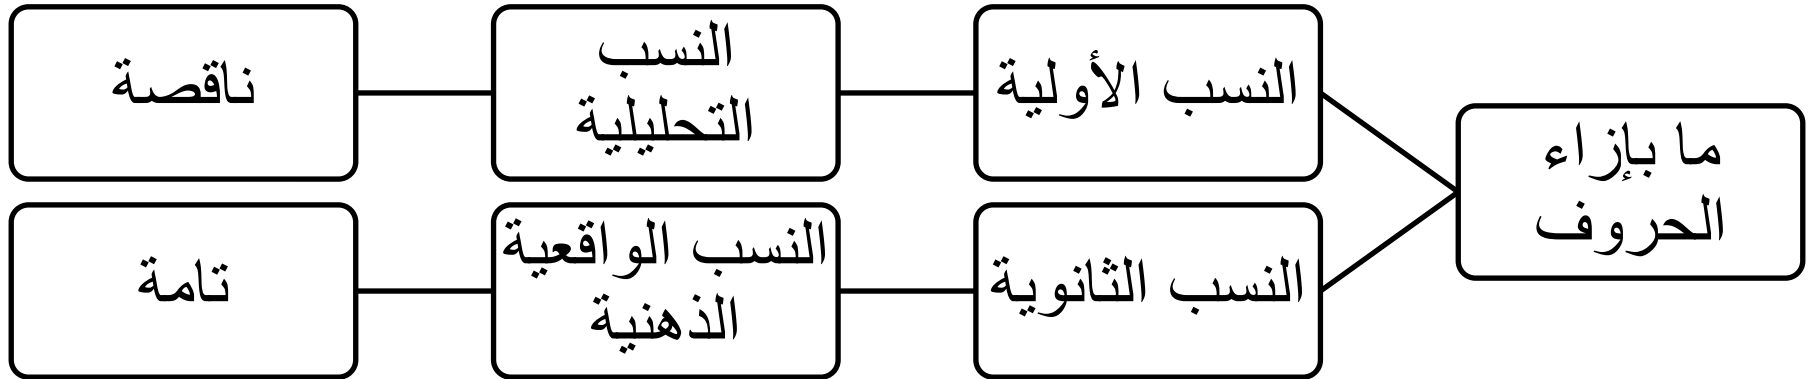 ما بإزاء
الحروف
النسب الأولية
النسب
التحليلية
ناقصة
النسب الثانوية
النسب الواقعية
الذهنية
تامة